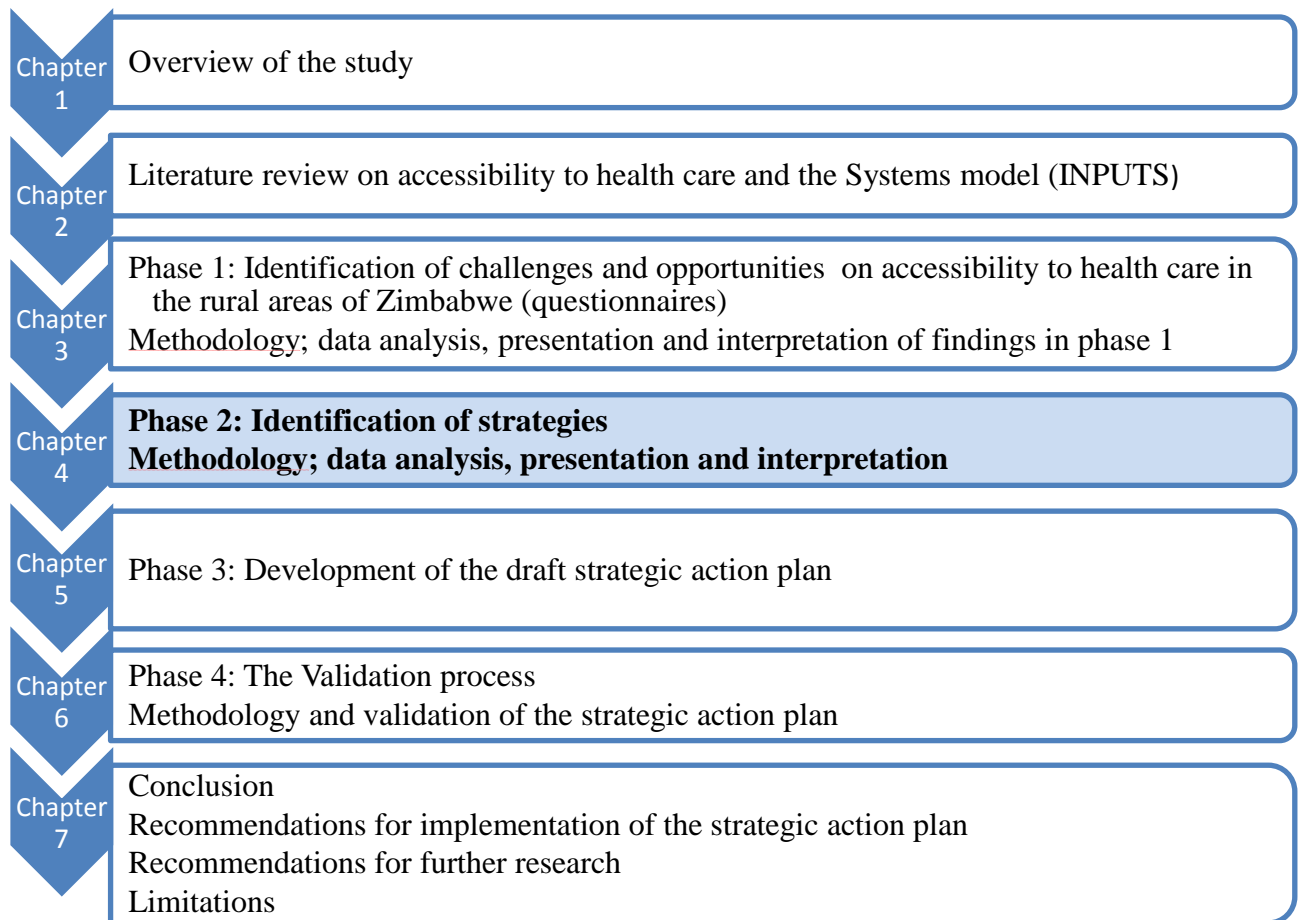 Chapter
1
Overview of the study
Chapter
2
Literature review on accessibility to health care and the Systems model (INPUTS)
Chapter
3
Phase 1: Identification of challenges and opportunities on accessibility to health care in
the rural areas of Zimbabwe (questionnaires)
Methodology; data analysis, presentation and interpretation of findings in phase 1
Chapter
4
Phase 2: Identification of strategies
Methodology; data analysis, presentation and interpretation
Chapter
5
Phase 3: Development of the draft strategic action plan
Chapter
6
Phase 4: The Validation process
Methodology and validation of the strategic action plan
Chapter
7
Conclusion
Recommendations for implementation of the strategic action plan
Recommendations for further research
Limitations